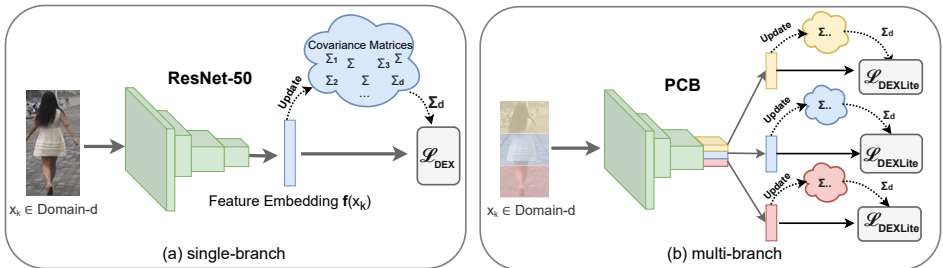 Covariance Matrices
Σ₁ Σ Σ₃ Σ
Σ₂ Σ Σd
...
ResNet-50
Update
Σd
ℒDEX
Feature Embedding f(xₖ)
xₖ ∈ Domain-d
(a) single-branch
PCB
Update
Σ..
Σd
ℒDEXLite
Update
Σ..
Σd
ℒDEXLite
Update
Σ..
Σd
ℒDEXLite
xₖ ∈ Domain-d
(b) multi-branch